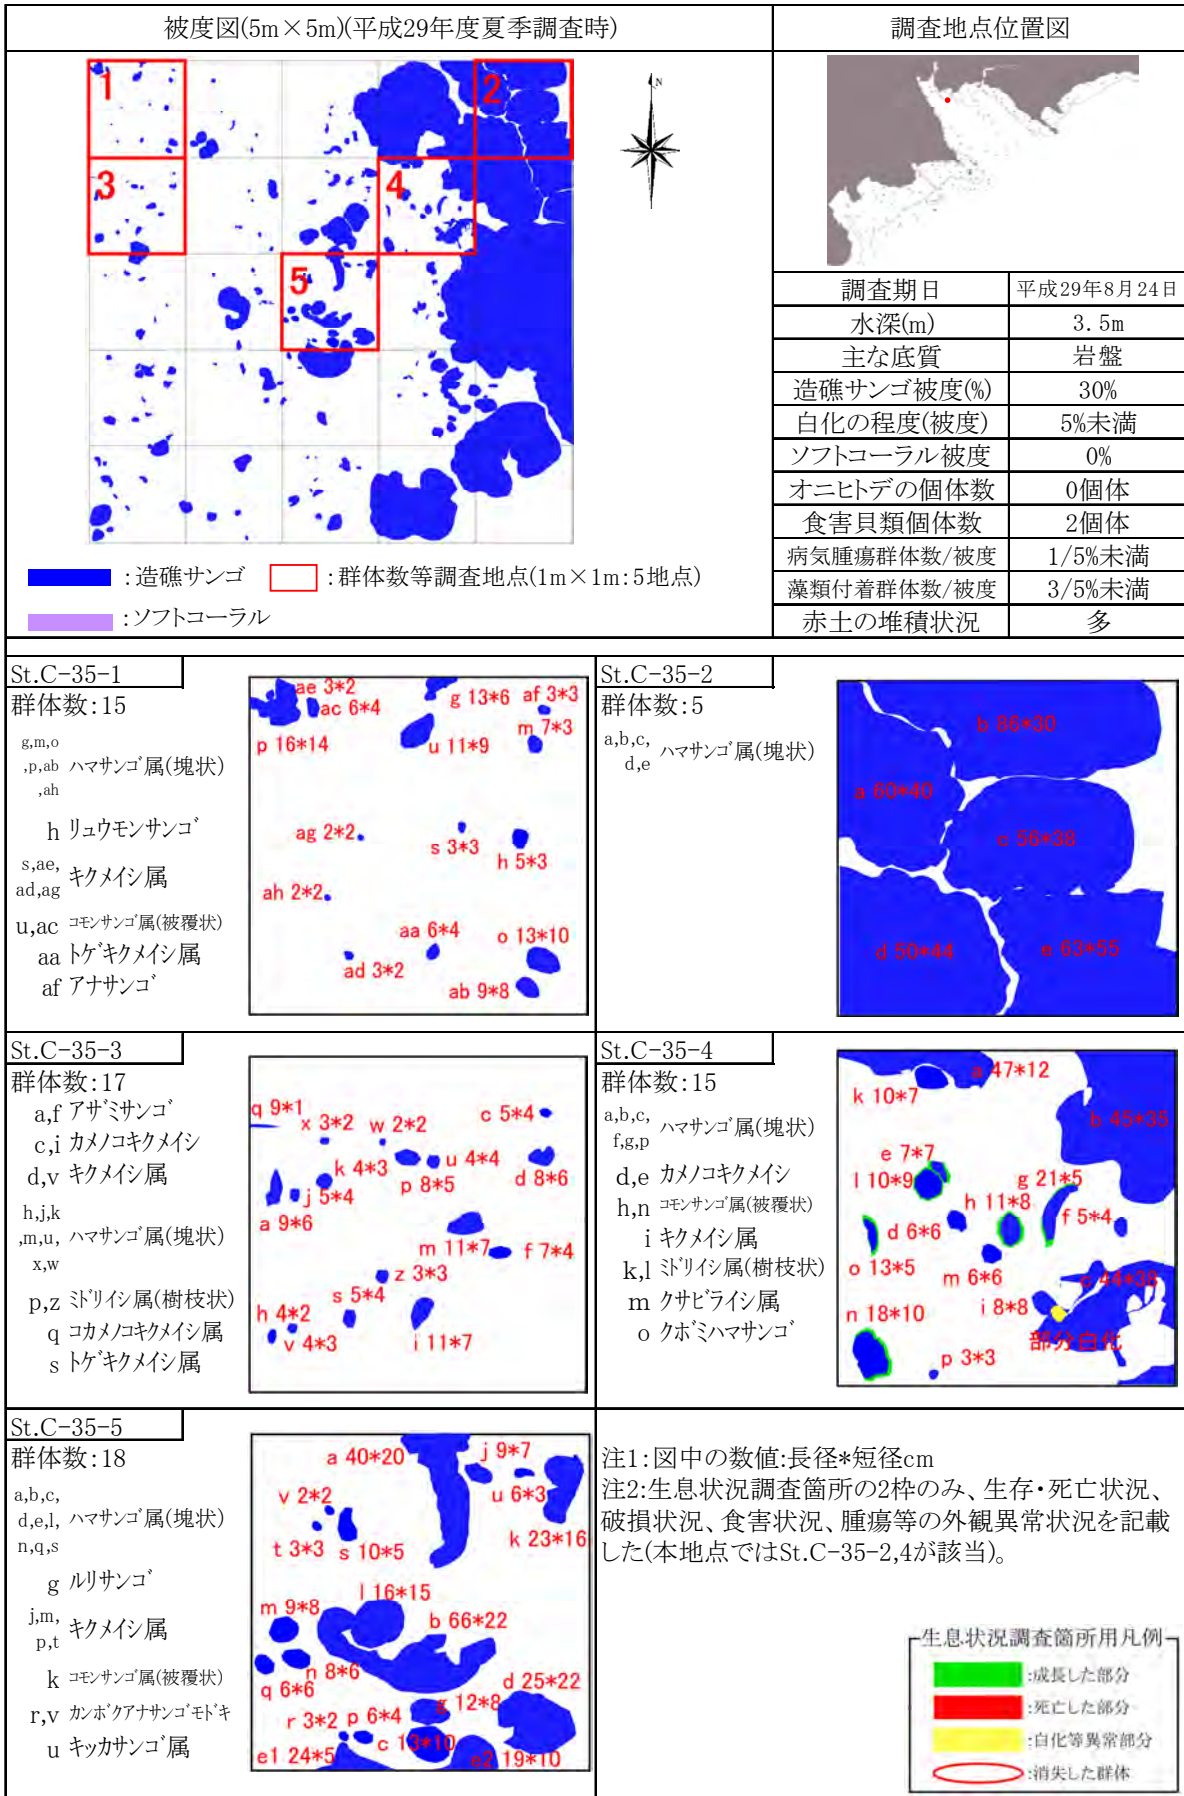 被度図(5m×5m)(平成29年度夏季調査時)
調査地点位置図
1
2
3
4
5
N
:造礁サンゴ
:群体数等調査地点(1m×1m:5地点)
:ソフトコーラル
調査期日 平成29年8月24日
水深(m) 3.5m
主な底質 岩盤
造礁サンゴ被度(%) 30%
白化の程度(被度) 5%未満
ソフトコーラル被度 0%
オニヒトデの個体数 0個体
食害貝類個体数 2個体
病気腫瘍群体数/被度 1/5%未満
藻類付着群体数/被度 3/5%未満
赤土の堆積状況 多
St.C-35-1
群体数:15
g,m,o
,p,ab ハマサンゴ属(塊状)
,ah
h リュウモンサンゴ
s,ae,
ad,ag キクメイシ属
u,ac コモンサンゴ属(被覆状)
aa トゲキクメイシ属
af アナサンゴ
ae 3*2
ac 6*4
p 16*14
g 13*6
af 3*3
m 7*3
u 11*9
ag 2*2
s 3*3
h 5*3
ah 2*2
aa 6*4
o 13*10
ad 3*2
ab 9*8
St.C-35-2
群体数:5
a,b,c,
d,e ハマサンゴ属(塊状)
b 86*30
a 60*40
c 56*38
d 50*44
e 63*55
St.C-35-3
群体数:17
a,f アザミサンゴ
c,i カメノコキクメイシ
d,v キクメイシ属
h,j,k
,m,u, ハマサンゴ属(塊状)
x,w
p,z ミドリイシ属(樹枝状)
q コカメノコキクメイシ属
s トゲキクメイシ属
q 9*1
x 3*2
w 2*2
c 5*4
k 4*3
u 4*4
j 5*4
p 8*5
d 8*6
a 9*6
m 11*7
f 7*4
z 3*3
s 5*4
h 4*2
v 4*3
i 11*7
St.C-35-4
群体数:15
a,b,c,
f,g,p ハマサンゴ属(塊状)
d,e カメノコキクメイシ
h,n コモンサンゴ属(被覆状)
i キクメイシ属
k,l ミドリイシ属(樹枝状)
m クサビライシ属
o クボミハマサンゴ
a 47*12
k 10*7
b 45*35
e 7*7
l 10*9
g 21*5
h 11*8
f 5*4
d 6*6
o 13*5
m 6*6
c 44*38
i 8*8
n 18*10
部分白化
p 3*3
St.C-35-5
群体数:18
a,b,c,
d,e,l, ハマサンゴ属(塊状)
n,q,s
g ルリサンゴ
j,m,
p,t キクメイシ属
k コモンサンゴ属(被覆状)
r,v カンボクアナサンゴモドキ
u キッカサンゴ属
a 40*20
j 9*7
v 2*2
u 6*3
t 3*3
s 10*5
k 23*16
l 16*15
m 9*8
b 66*22
n 8*6
q 6*6
d 25*22
g 12*8
r 3*2
p 6*4
c 13*10
e1 24*5
e2 19*10
注1:図中の数値:長径*短径cm
注2:生息状況調査箇所の2枠のみ、生存・死亡状況、
破損状況、食害状況、腫瘍等の外観異常状況を記載
した(本地点ではSt.C-35-2,4が該当)。
生息状況調査箇所用凡例
:成長した部分
:死亡した部分
:白化等異常部分
:消失した群体